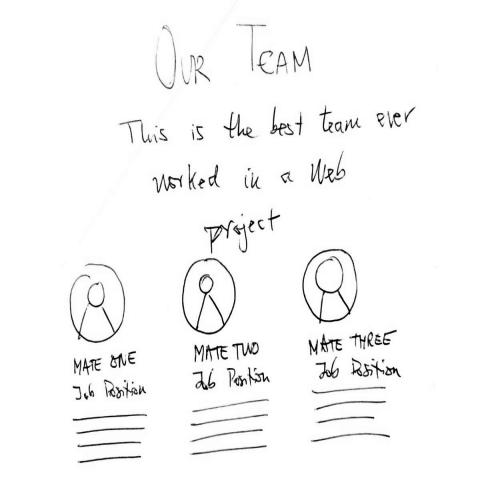 OUR TEAM
This is the best team ever
worked in a Web
project
MATE ONE
Job Position
MATE TWO
Job Position
MATE THREE
Job Position